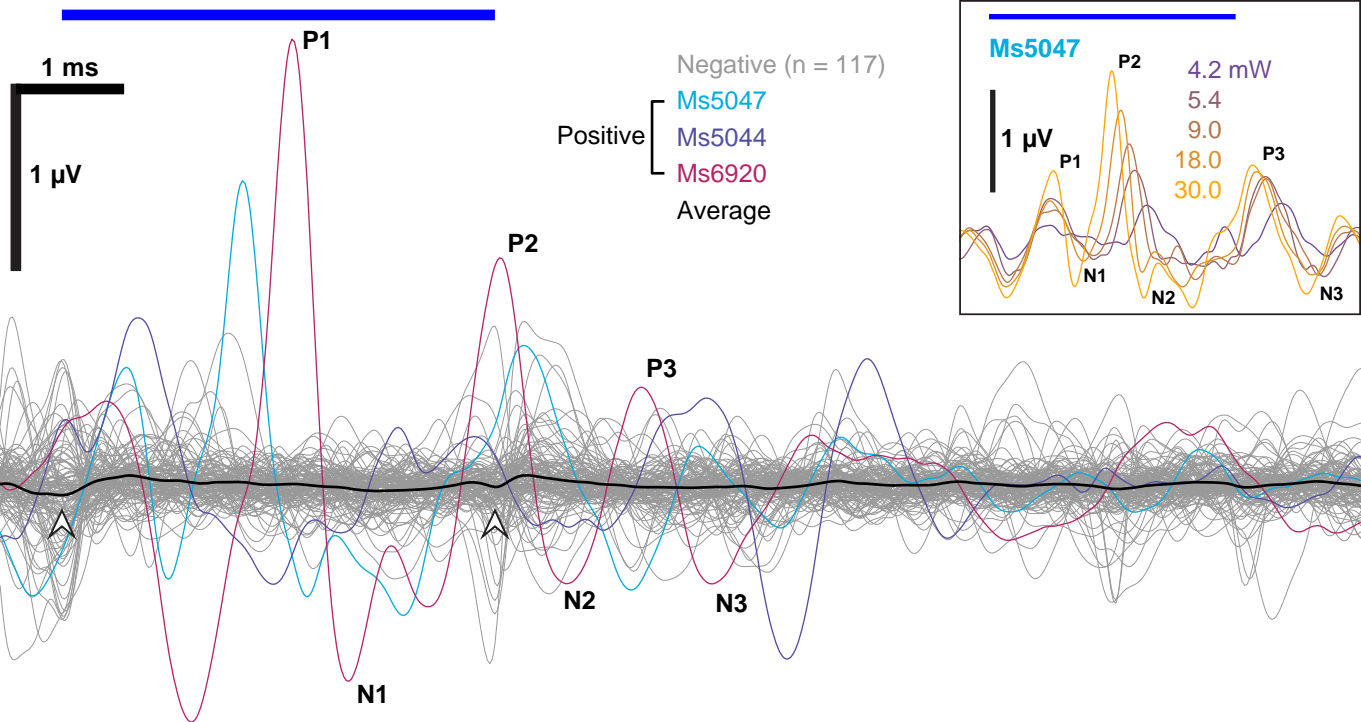 P1
1 ms
1 µV
Negative (n = 117)
Positive
Ms5047
Ms5044
Ms6920
Average
P2
P3
N1
N2
N3
Ms5047
1 µV
4.2 mW
5.4
9.0
18.0
30.0
P1
P2
P3
N1
N2
N3